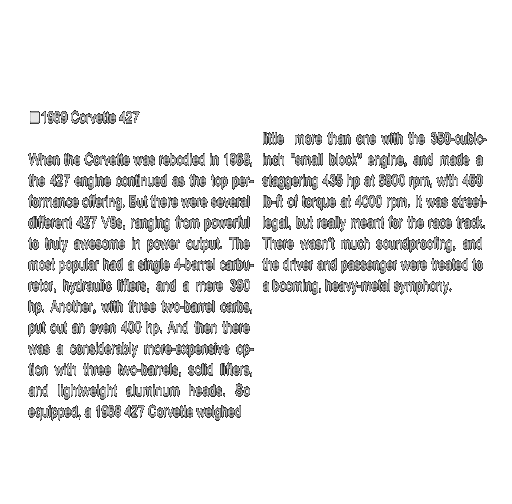 1969 Corvette 427
When the Corvette was rebodied in 1968,
the 427 engine continued as the top per-
formance offering. But there were several
different 427 V8s, ranging from powerful
to truly awesome in power output. The
most popular had a single 4-barrel carbu-
retor, hydraulic lifters, and a mere 390
hp. Another, with three two-barrel carbs,
put out an even 400 hp. And then there
was a considerably more-expensive op-
tion with three two-barrels, solid lifters,
and lightweight aluminum heads. So
equipped, a 1968 427 Corvette weighed
little more than one with the 350-cubic-
inch "small block" engine, and made a
staggering 435 hp at 5800 rpm, with 460
lb-ft of torque at 4000 rpm. It was street-
legal, but really meant for the race track.
There wasn't much soundproofing, and
the driver and passenger were treated to
a booming, heavy-metal symphony.